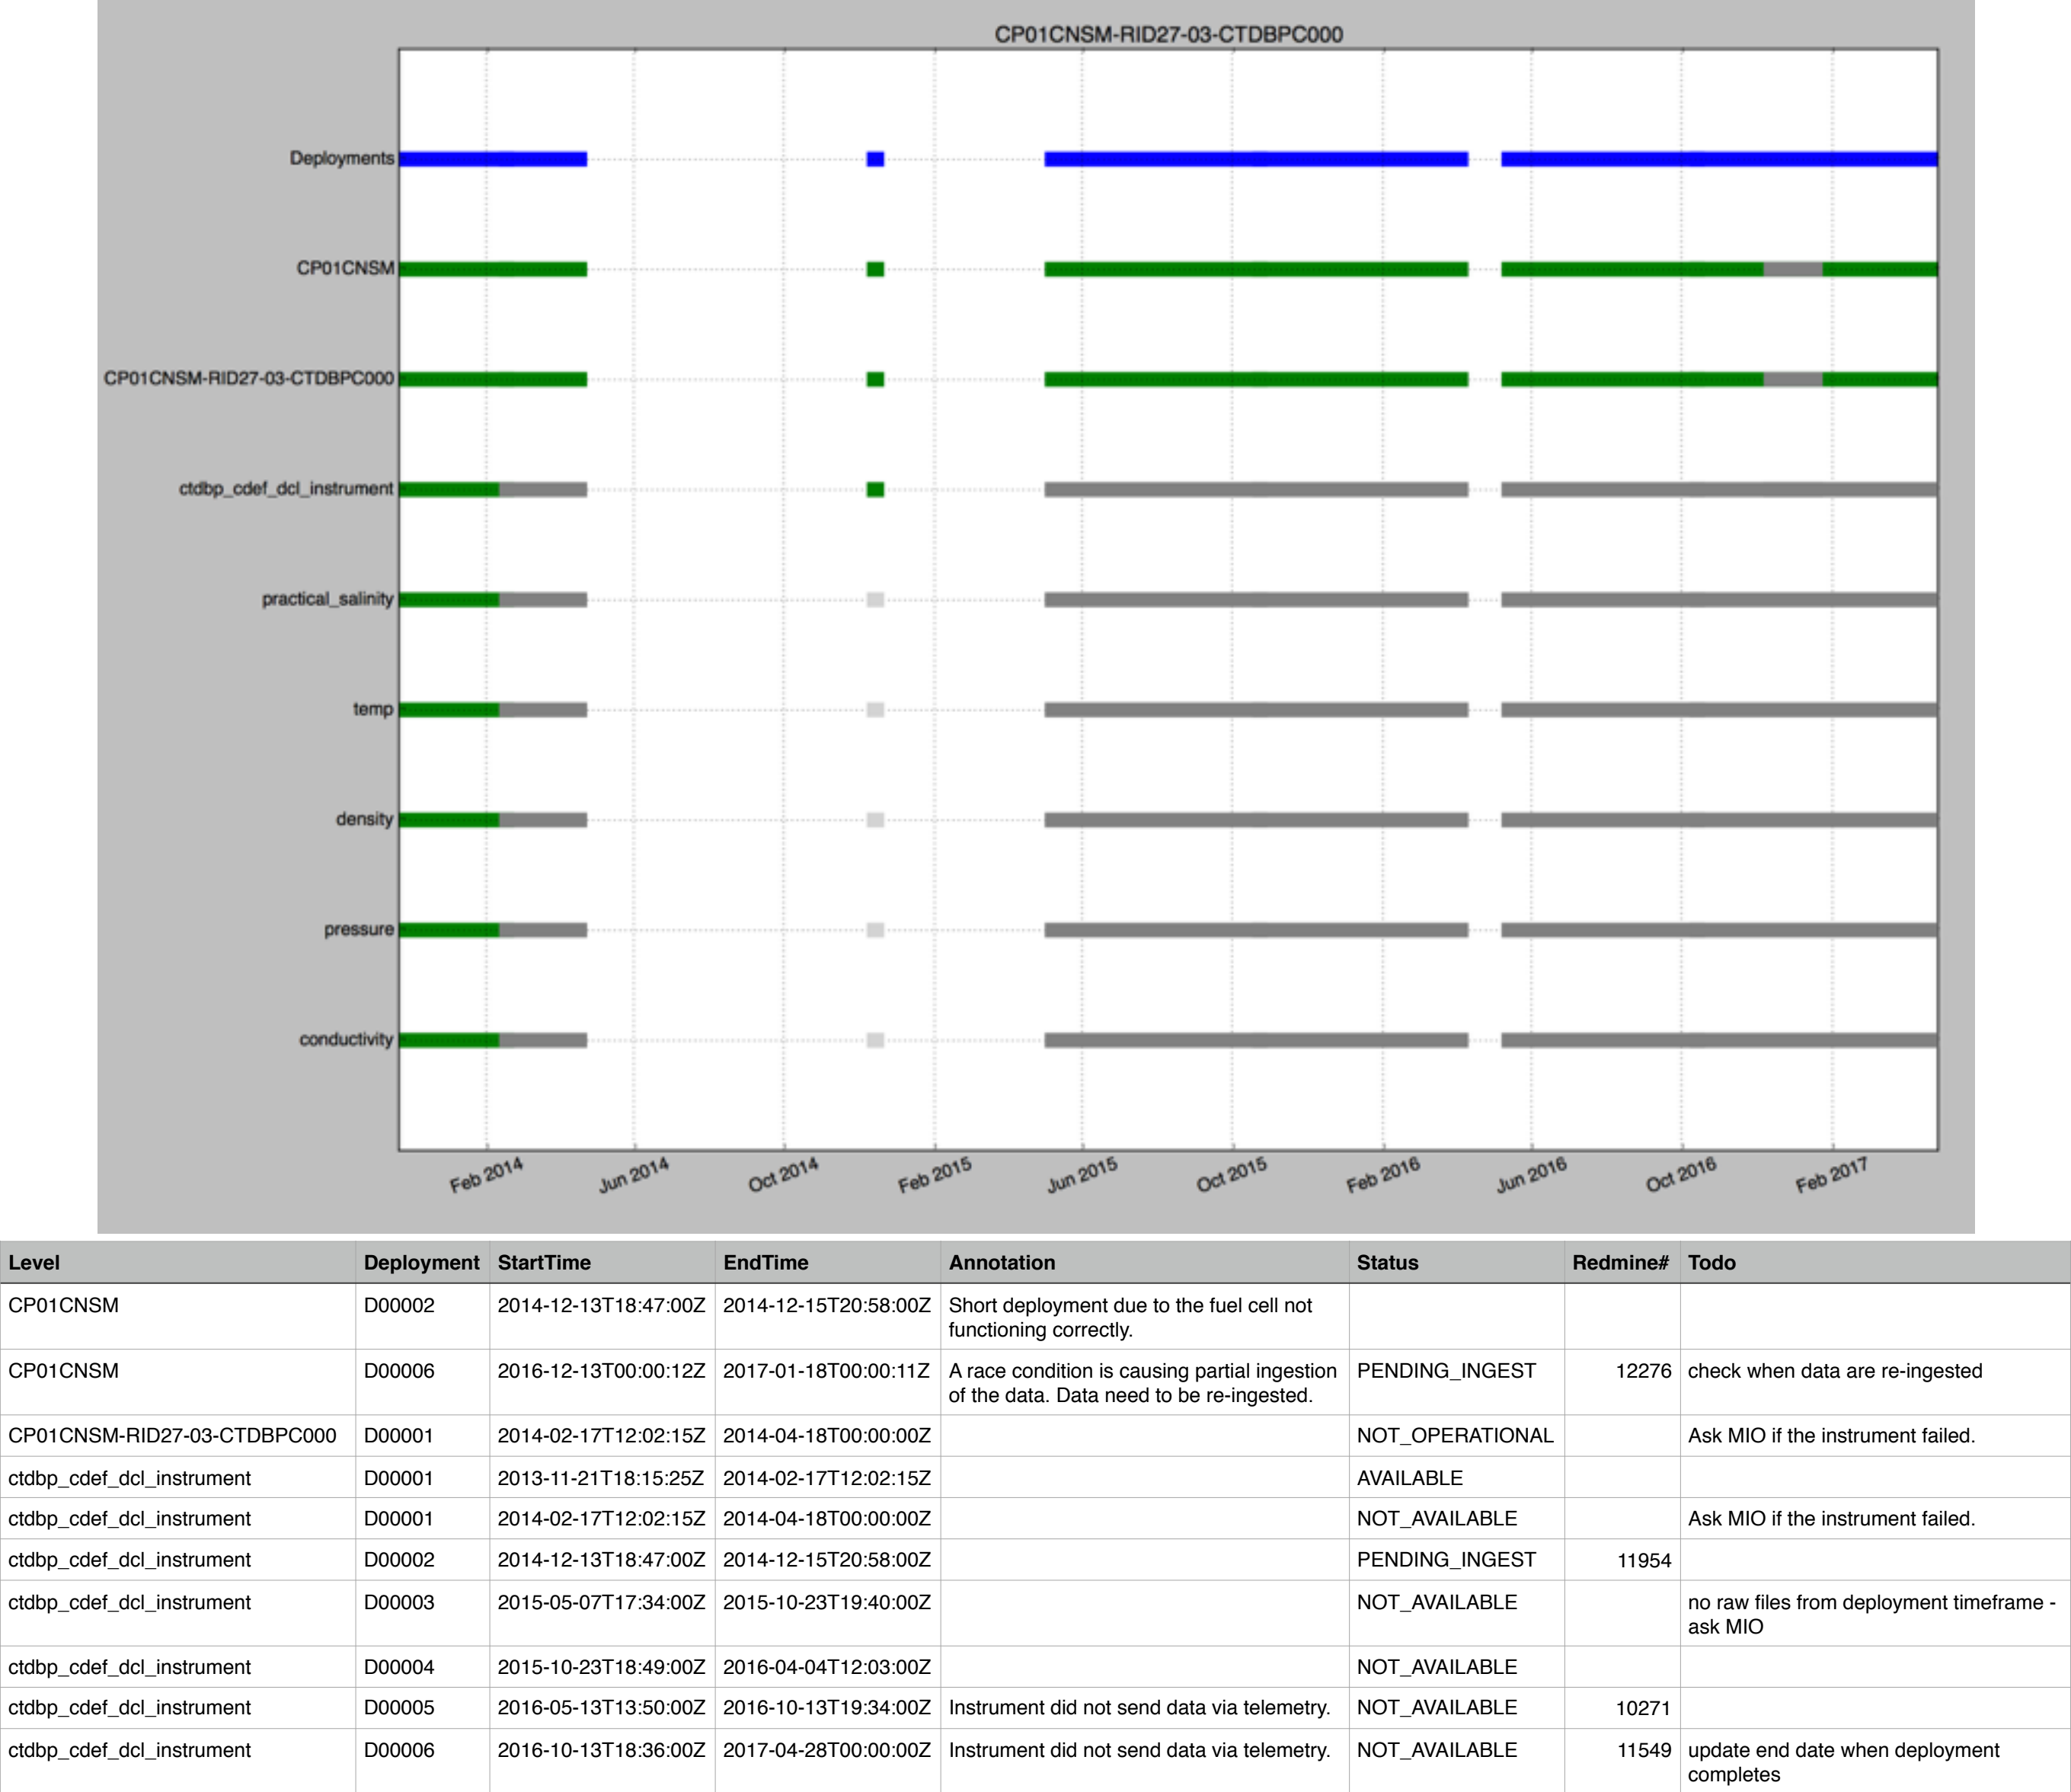 CP01CNSM-RID27-03-CTDBPC000
Deployments
CP01CNSM
CP01CNSM-RID27-03-CTDBPC000
ctdbp_cdef_dcl_instrument
practical_salinity
temp
density
pressure
conductivity
Feb 2014 Jun 2014 Oct 2014 Feb 2015 Jun 2015 Oct 2015 Feb 2016 Jun 2016 Oct 2016 Feb 2017
Level Deployment StartTime EndTime Annotation Status Redmine# Todo
CP01CNSM D00002 2014-12-13T18:47:00Z 2014-12-15T20:58:00Z Short deployment due to the fuel cell not
functioning correctly.
CP01CNSM D00006 2016-12-13T00:00:12Z 2017-01-18T00:00:11Z A race condition is causing partial ingestion PENDING_INGEST 12276 check when data are re-ingested
of the data. Data need to be re-ingested.
CP01CNSM-RID27-03-CTDBPC000 D00001 2014-02-17T12:02:15Z 2014-04-18T00:00:00Z NOT_OPERATIONAL Ask MIO if the instrument failed.
ctdbp_cdef_dcl_instrument D00001 2013-11-21T18:15:25Z 2014-02-17T12:02:15Z AVAILABLE
ctdbp_cdef_dcl_instrument D00001 2014-02-17T12:02:15Z 2014-04-18T00:00:00Z NOT_AVAILABLE Ask MIO if the instrument failed.
ctdbp_cdef_dcl_instrument D00002 2014-12-13T18:47:00Z 2014-12-15T20:58:00Z PENDING_INGEST 11954
ctdbp_cdef_dcl_instrument D00003 2015-05-07T17:34:00Z 2015-10-23T19:40:00Z NOT_AVAILABLE no raw files from deployment timeframe -
ask MIO
ctdbp_cdef_dcl_instrument D00004 2015-10-23T18:49:00Z 2016-04-04T12:03:00Z NOT_AVAILABLE
ctdbp_cdef_dcl_instrument D00005 2016-05-13T13:50:00Z 2016-10-13T19:34:00Z Instrument did not send data via telemetry. NOT_AVAILABLE 10271
ctdbp_cdef_dcl_instrument D00006 2016-10-13T18:36:00Z 2017-04-28T00:00:00Z Instrument did not send data via telemetry. NOT_AVAILABLE 11549 update end date when deployment
completes